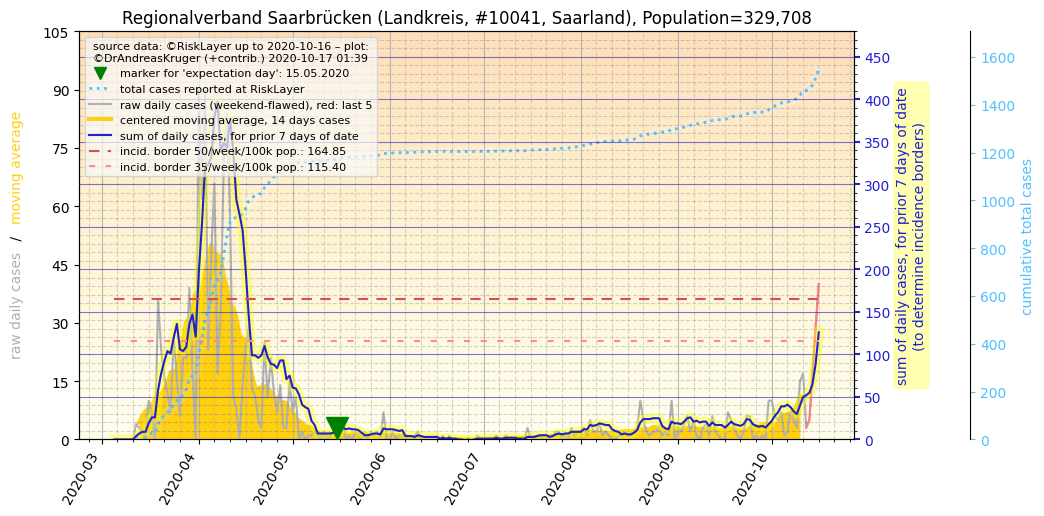 Regionalverband Saarbrücken (Landkreis, #10041, Saarland), Population=329,708
source data: ©RiskLayer up to 2020-10-16 – plot:
©DrAndreasKruger (+contrib.) 2020-10-17 01:39
marker for 'expectation day': 15.05.2020
total cases reported at RiskLayer
raw daily cases (weekend-flawed), red: last 5
centered moving average, 14 days cases
sum of daily cases, for prior 7 days of date
incid. border 50/week/100k pop.: 164.85
incid. border 35/week/100k pop.: 115.40
raw daily cases / moving average
105
90
75
60
45
30
15
0
2020-03
2020-04
2020-05
2020-06
2020-07
2020-08
2020-09
2020-10
450
400
350
300
250
200
150
100
50
0
sum of daily cases, for prior 7 days of date
(to determine incidence borders)
1600
1400
1200
1000
800
600
400
200
0
cumulative total cases